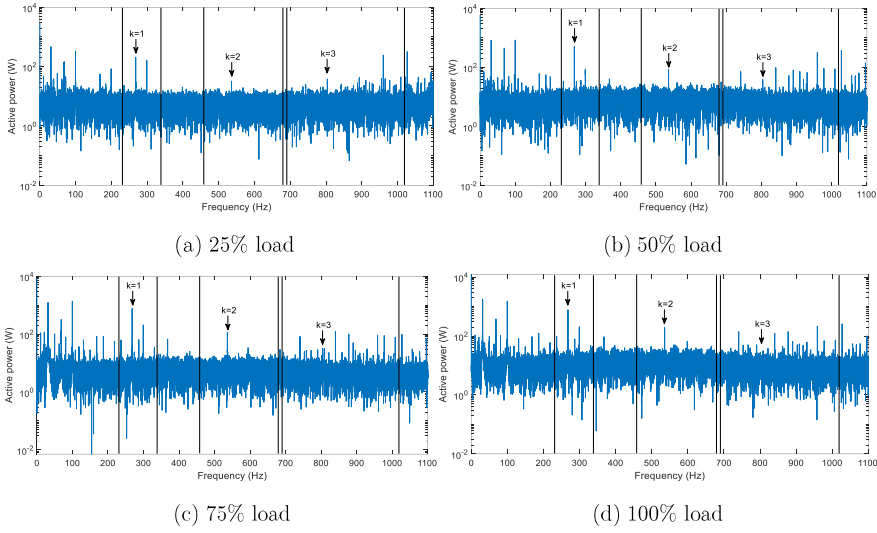 10^4
10^2
10^0
10^-2
Active power (W)
k=1
k=2
k=3
0 100 200 300 400 500 600 700 800 900 1000 1100
Frequency (Hz)
(a) 25% load
10^4
10^2
10^0
10^-2
Active power (W)
k=1
k=2
k=3
0 100 200 300 400 500 600 700 800 900 1000 1100
Frequency (Hz)
(b) 50% load
10^4
10^2
10^0
10^-2
Active power (W)
k=1
k=2
k=3
0 100 200 300 400 500 600 700 800 900 1000 1100
Frequency (Hz)
(c) 75% load
10^4
10^2
10^0
10^-2
Active power (W)
k=1
k=2
k=3
0 100 200 300 400 500 600 700 800 900 1000 1100
Frequency (Hz)
(d) 100% load